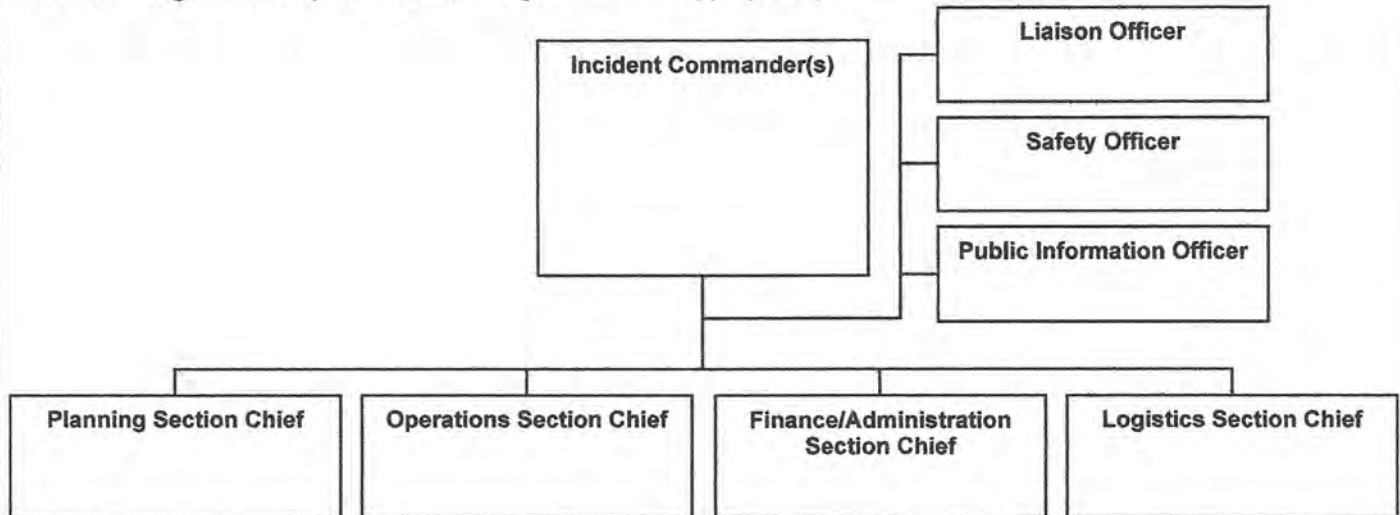 Liaison Officer
Incident Commander(s)
Safety Officer
Public Information Officer
Planning Section Chief
Operations Section Chief
Finance/Administration
Section Chief
Logistics Section Chief